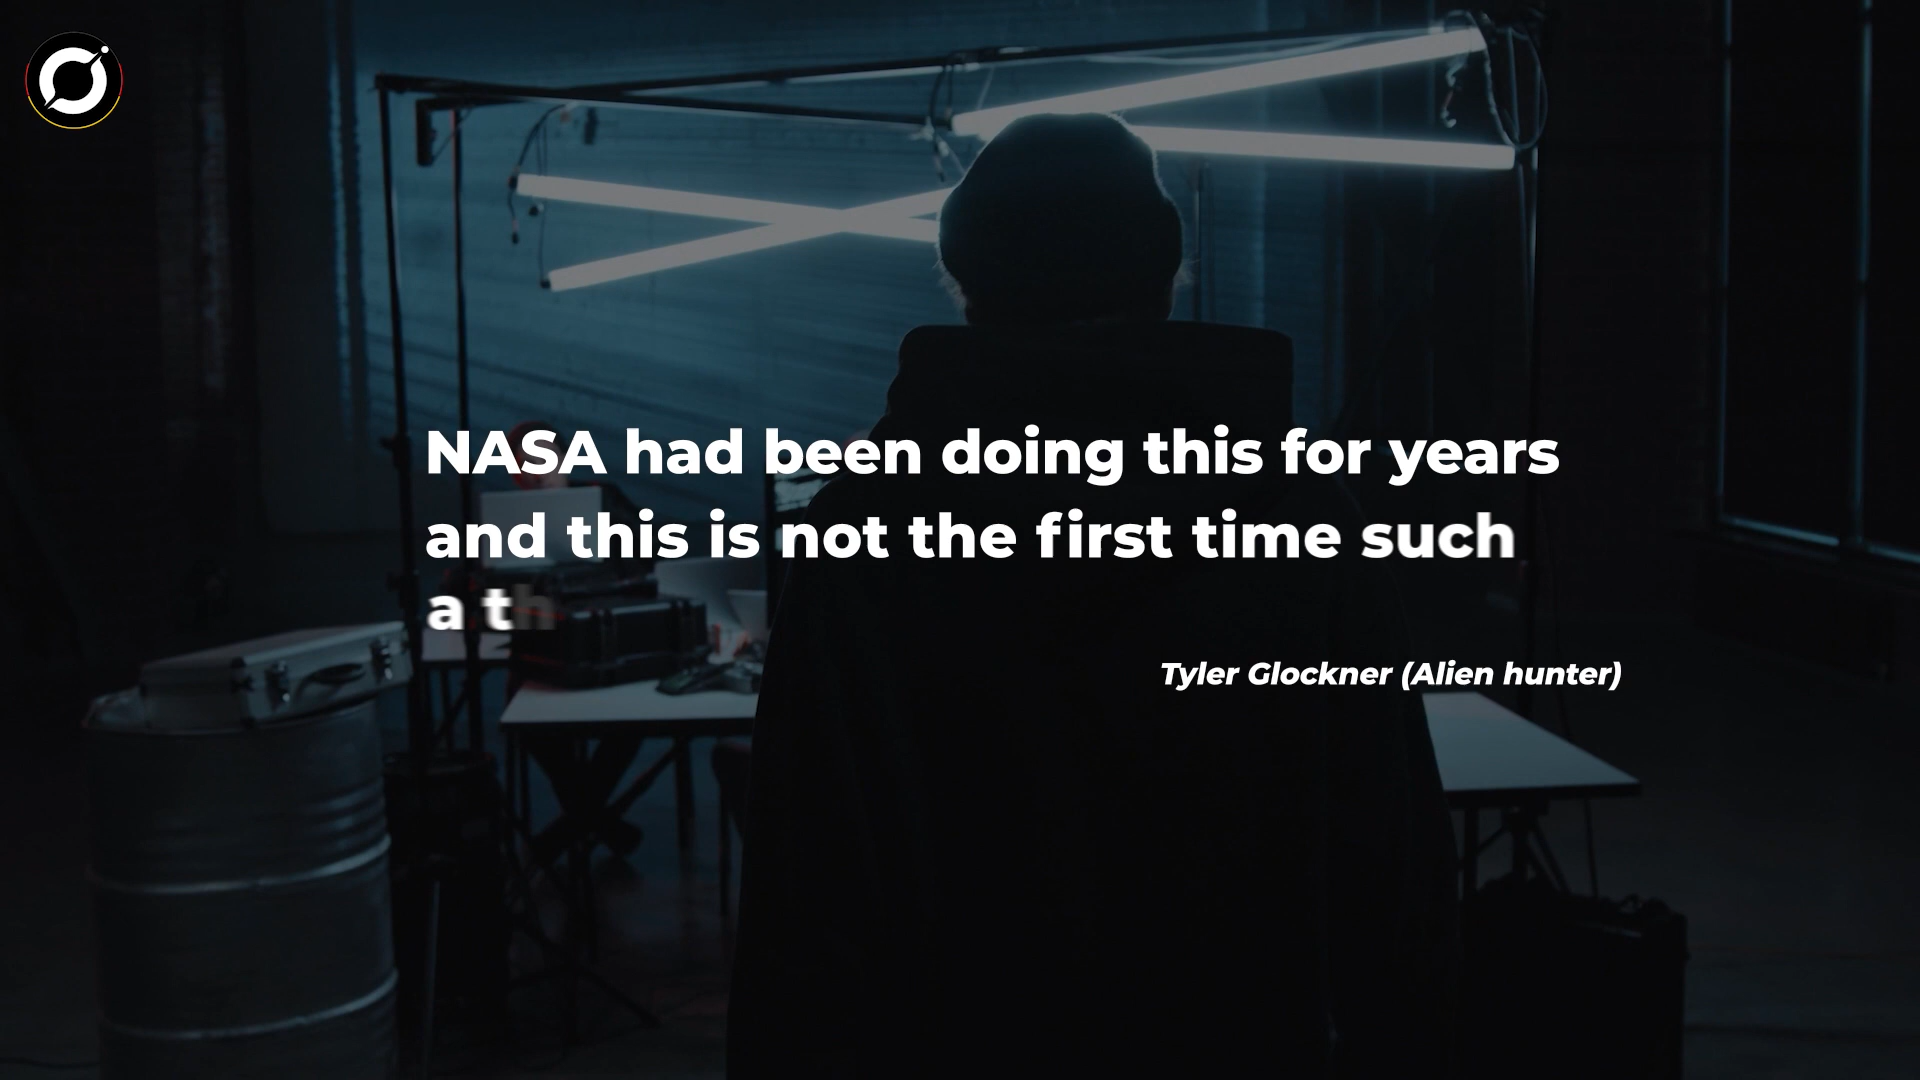 NASA had been doing this for years
and this is not the first time such
a th
Tyler Glockner (Alien hunter)